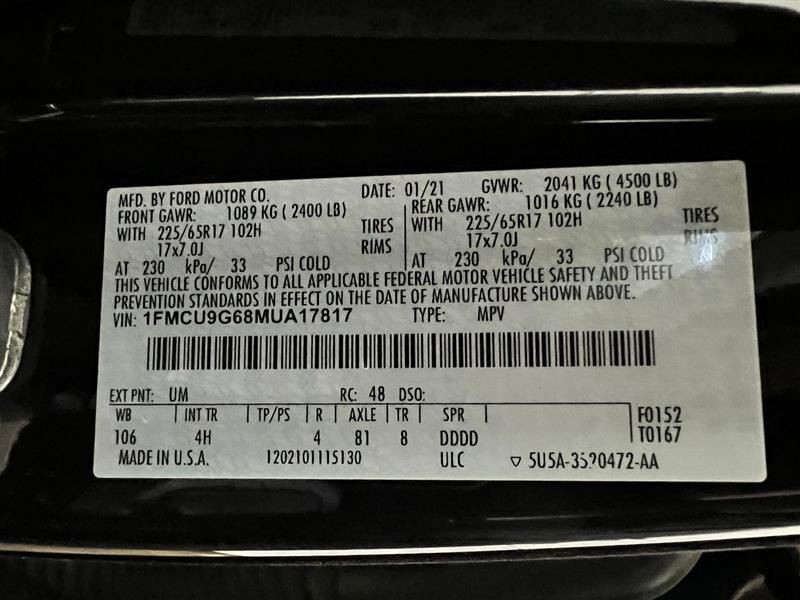 MFD. BY FORD MOTOR CO. DATE: 01/21 GVWR: 2041 KG ( 4500 LB)
FRONT GAWR: 1089 KG ( 2400 LB) REAR GAWR: 1016 KG ( 2240 LB)
WITH 225/65R17 102H TIRES WITH 225/65R17 102H TIRES
17x7.0J RIMS 17x7.0J RIMS
AT 230 kPa/ 33 PSI COLD AT 230 kPa/ 33 PSI COLD
THIS VEHICLE CONFORMS TO ALL APPLICABLE FEDERAL MOTOR VEHICLE SAFETY AND THEFT
PREVENTION STANDARDS IN EFFECT ON THE DATE OF MANUFACTURE SHOWN ABOVE.
VIN: 1FMCU9G68MUA17817 TYPE: MPV
EXT PNT: UM RC: 48 DSO:
WB INT TR TP/PS R AXLE TR SPR F0152
106 4H 4 81 8 DDDD T0167
MADE IN U.S.A. 1202101115130 ULC ▽